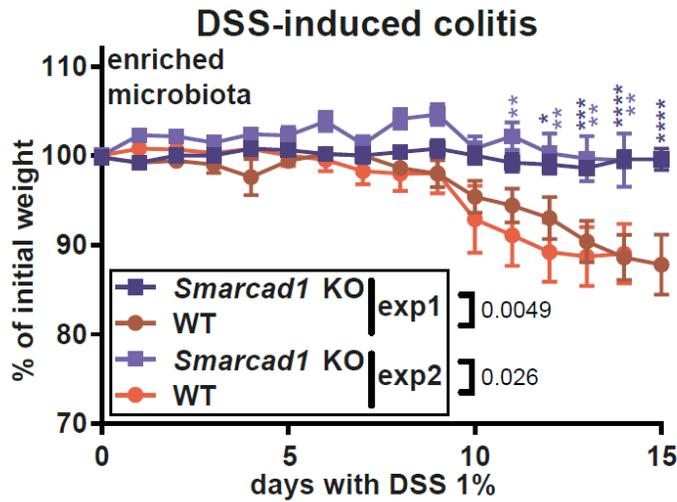 DSS-induced colitis
enriched
microbiota
% of initial weight
110
100
90
80
70
** * ** *** ** **** ** ****
Smarcad1 KO
WT
exp1
0.0049
Smarcad1 KO
WT
exp2
0.026
0 5 10 15
days with DSS 1%